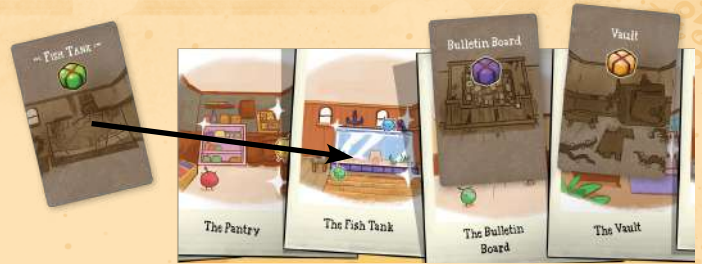 Fish Tank
Bulletin Board
Vault
The Pantry
The Fish Tank
The Bulletin
Board
The Vault